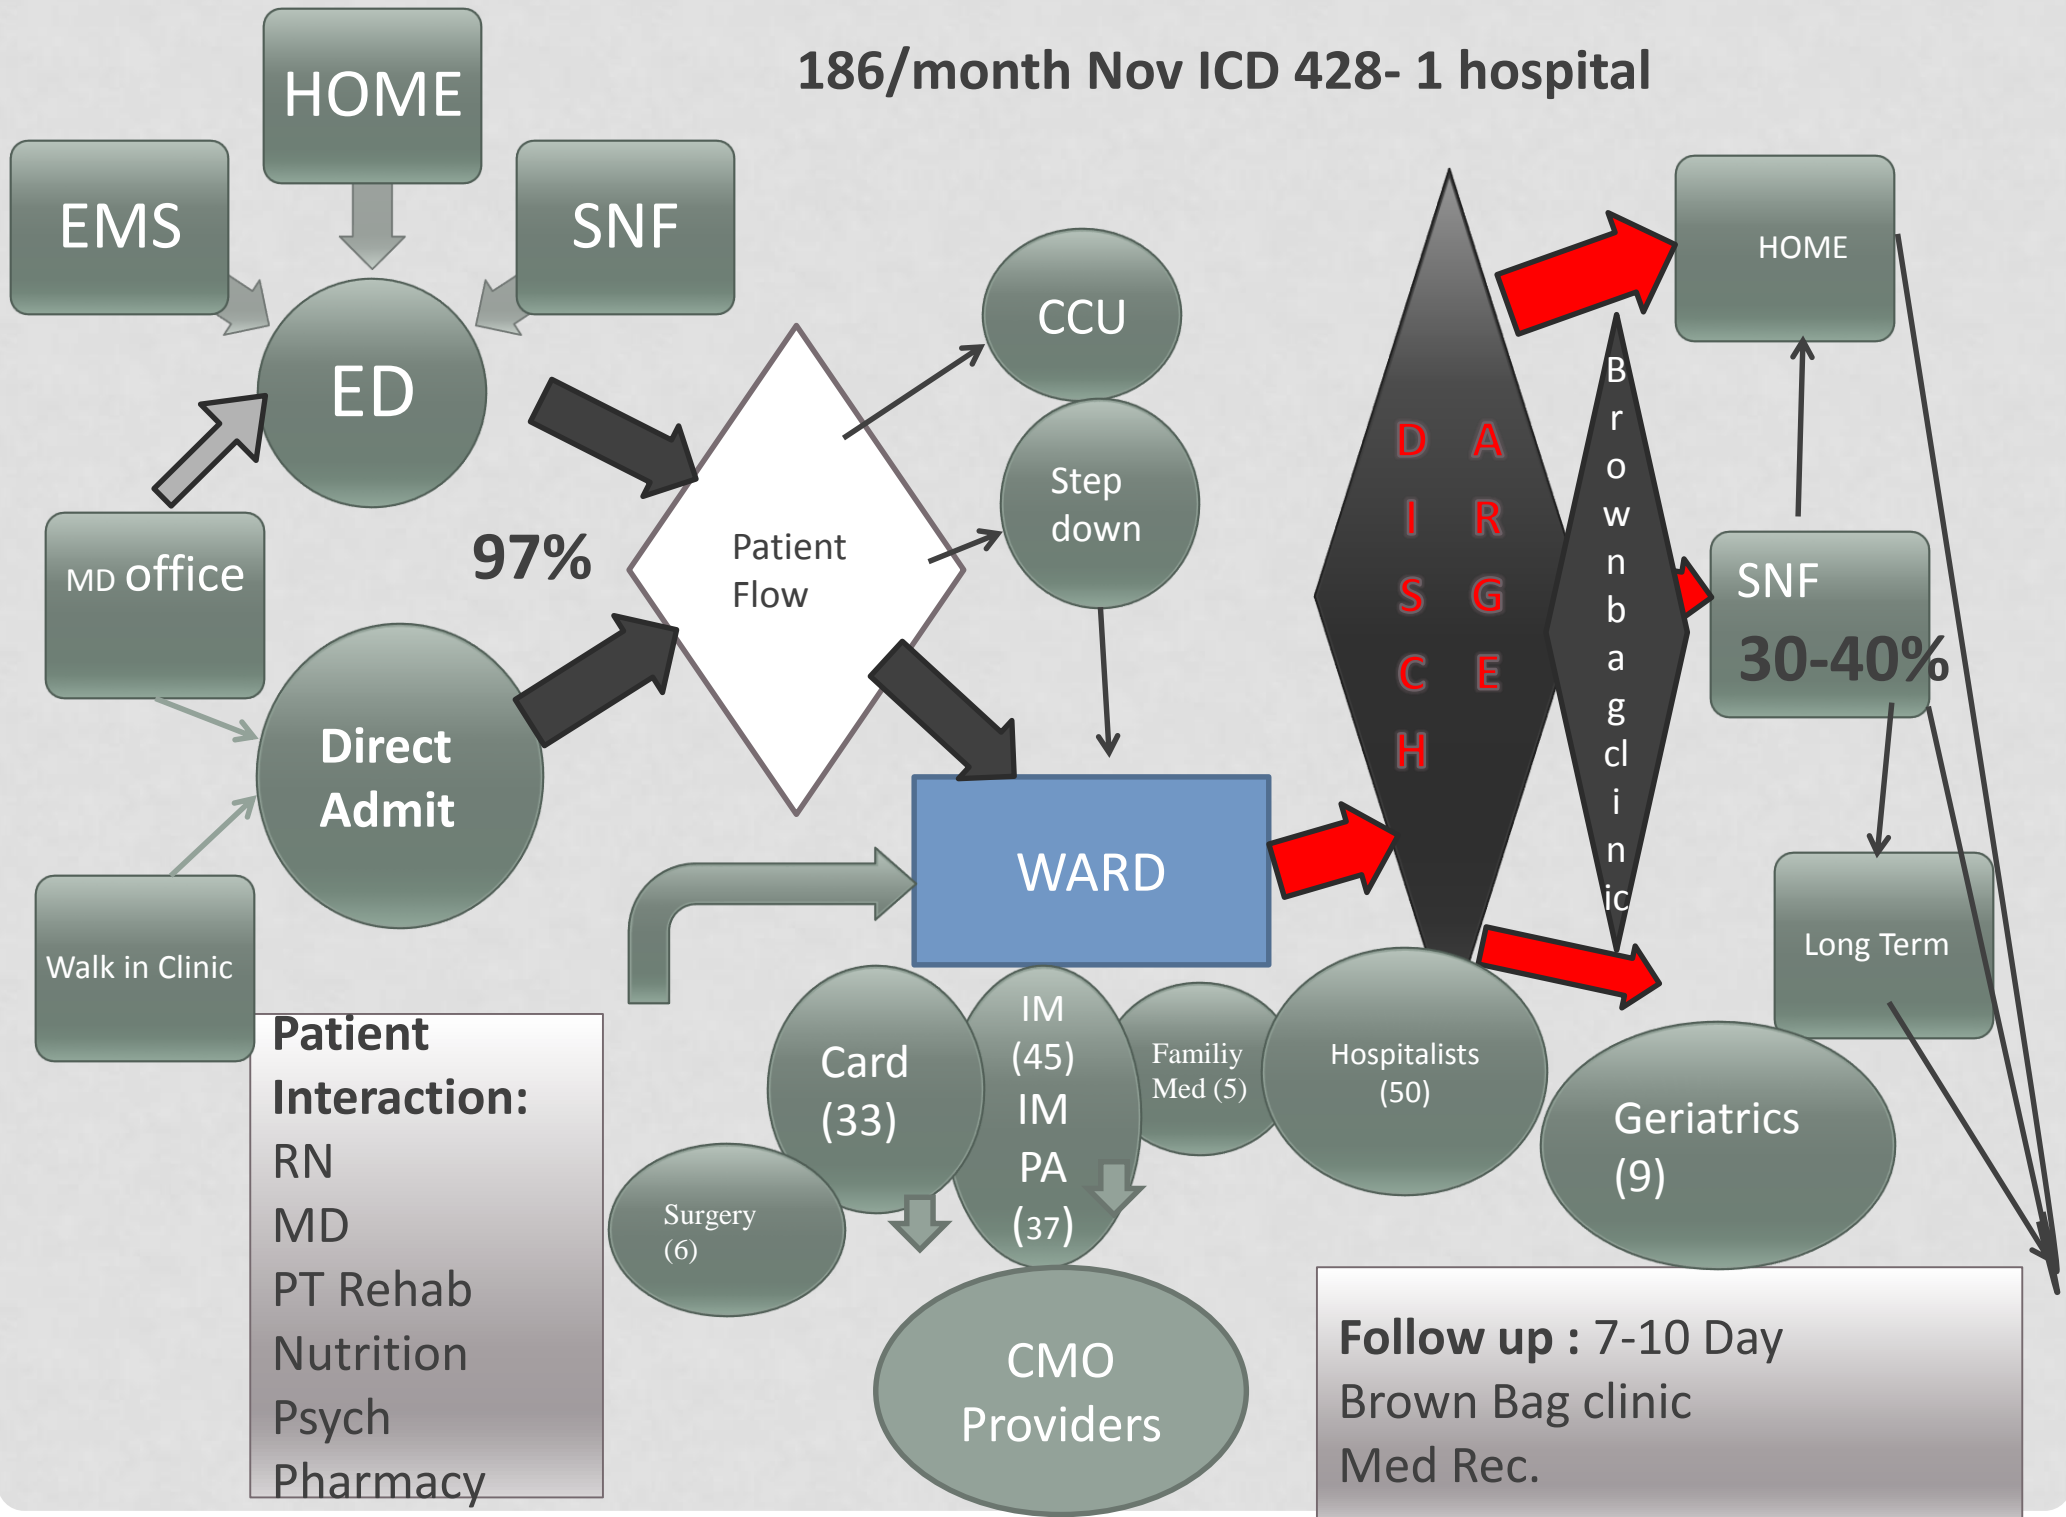 186/month Nov ICD 428- 1 hospital
HOME
EMS
SNF
ED
MD office
97%
Direct
Admit
Walk in Clinic
Patient
Flow
CCU
Step
down
WARD
D
I
S
C
H
A
R
G
E
B
r
o
w
n
b
a
g
cl
i
n
ic
HOME
SNF
30-40%
Long Term
Patient
Interaction:
RN
MD
PT Rehab
Nutrition
Psych
Pharmacy
Surgery
(6)
Card
(33)
IM
(45)
IM
PA
(37)
Familiy
Med (5)
Hospitalists
(50)
Geriatrics
(9)
CMO
Providers
Follow up : 7-10 Day
Brown Bag clinic
Med Rec.